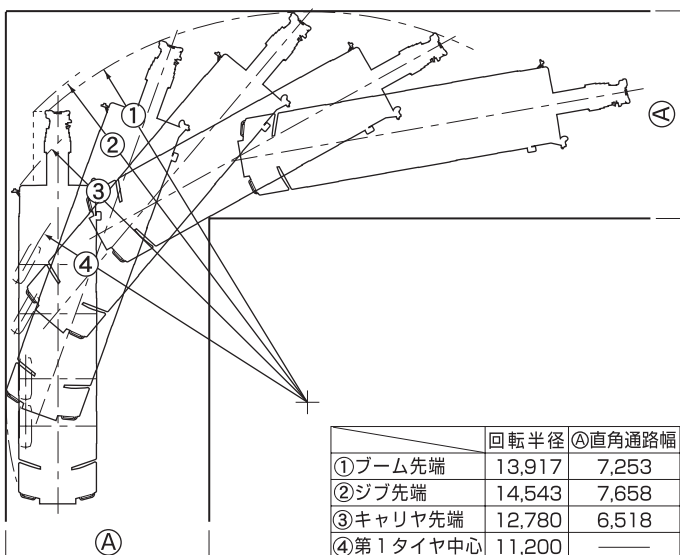 ①
②
③
④
Ⓐ
Ⓐ
回転半径 Ⓐ直角通路幅
①ブーム先端 13,917 7,253
②ジブ先端 14,543 7,658
③キャリヤ先端 12,780 6,518
④第1タイヤ中心 11,200 ——